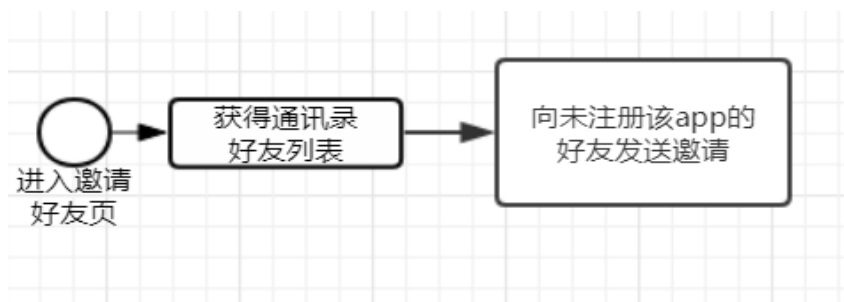 进入邀请
好友页
获得通讯录
好友列表
向未注册该app的
好友发送邀请